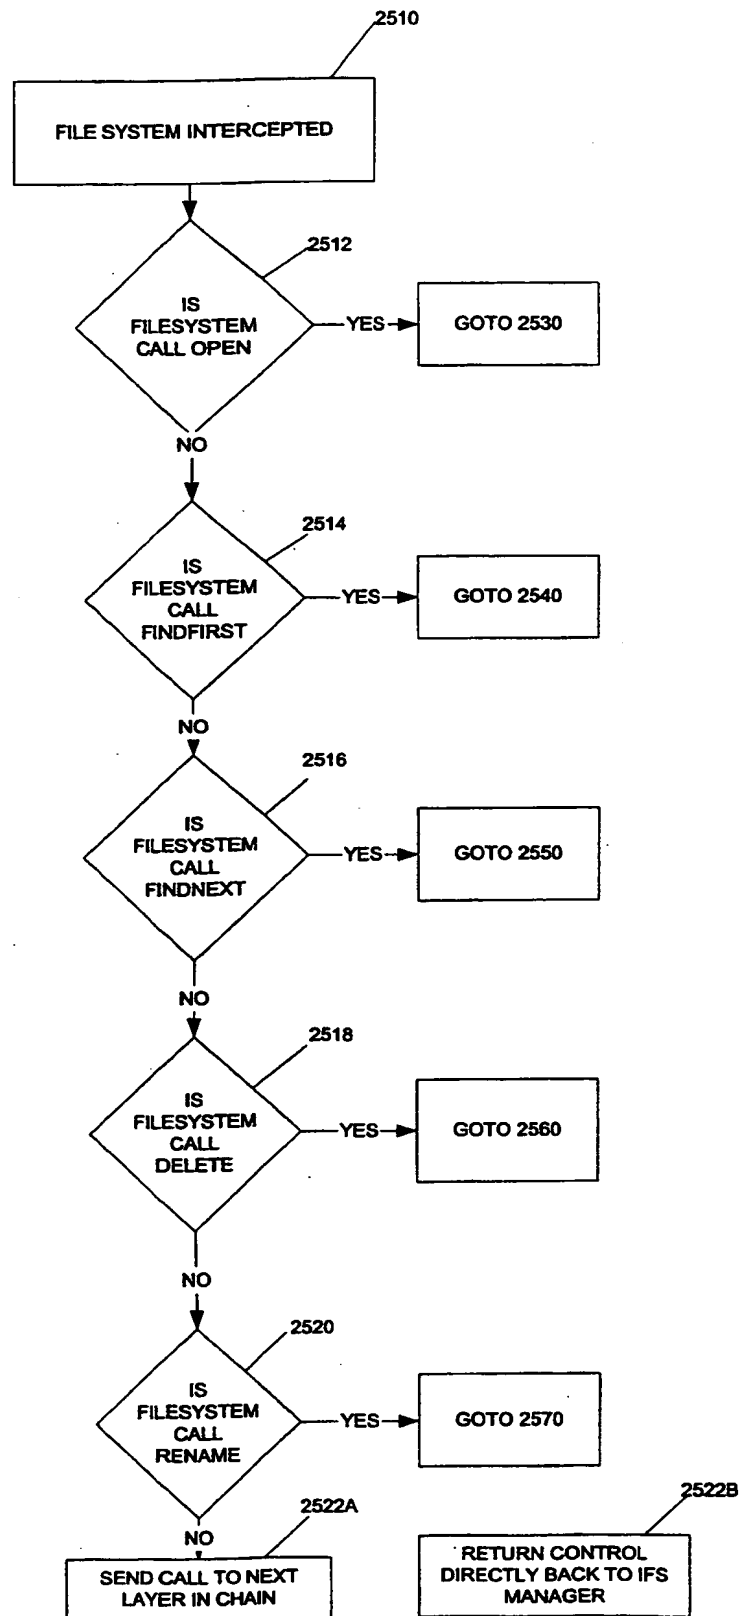 2510
FILE SYSTEM INTERCEPTED
2512
IS
FILESYSTEM
CALL OPEN
YES
GOTO 2530
NO
2514
IS
FILESYSTEM
CALL
FINDFIRST
YES
GOTO 2540
NO
2516
IS
FILESYSTEM
CALL
FINDNEXT
YES
GOTO 2550
NO
2518
IS
FILESYSTEM
CALL
DELETE
YES
GOTO 2560
NO
2520
IS
FILESYSTEM
CALL
RENAME
YES
GOTO 2570
NO
2522A
SEND CALL TO NEXT
LAYER IN CHAIN
2522B
RETURN CONTROL
DIRECTLY BACK TO IFS
MANAGER